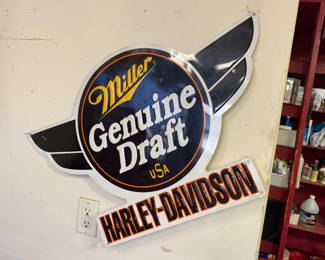 Miller
Genuine
Draft
USA
HARLEY-DAVIDSON